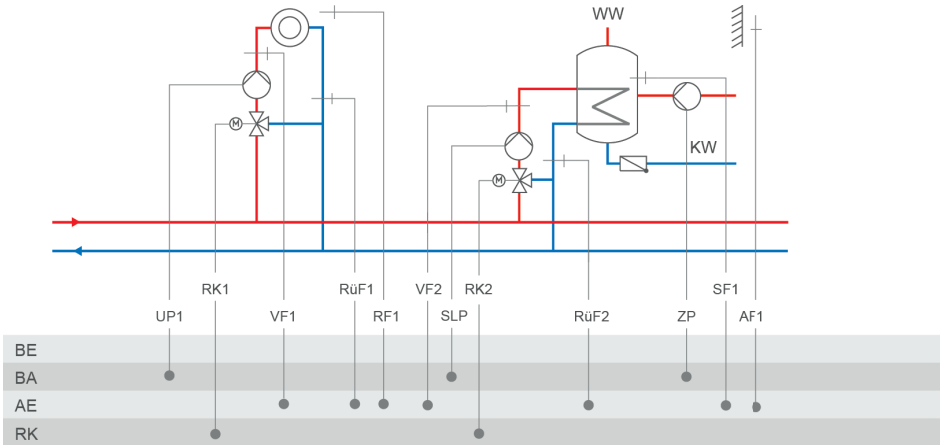 WW
M
KW
M
RK1
RüF1
VF2
RK2
SF1
UP1
VF1
RF1
SLP
RüF2
ZP
AF1
BE
BA
AE
RK